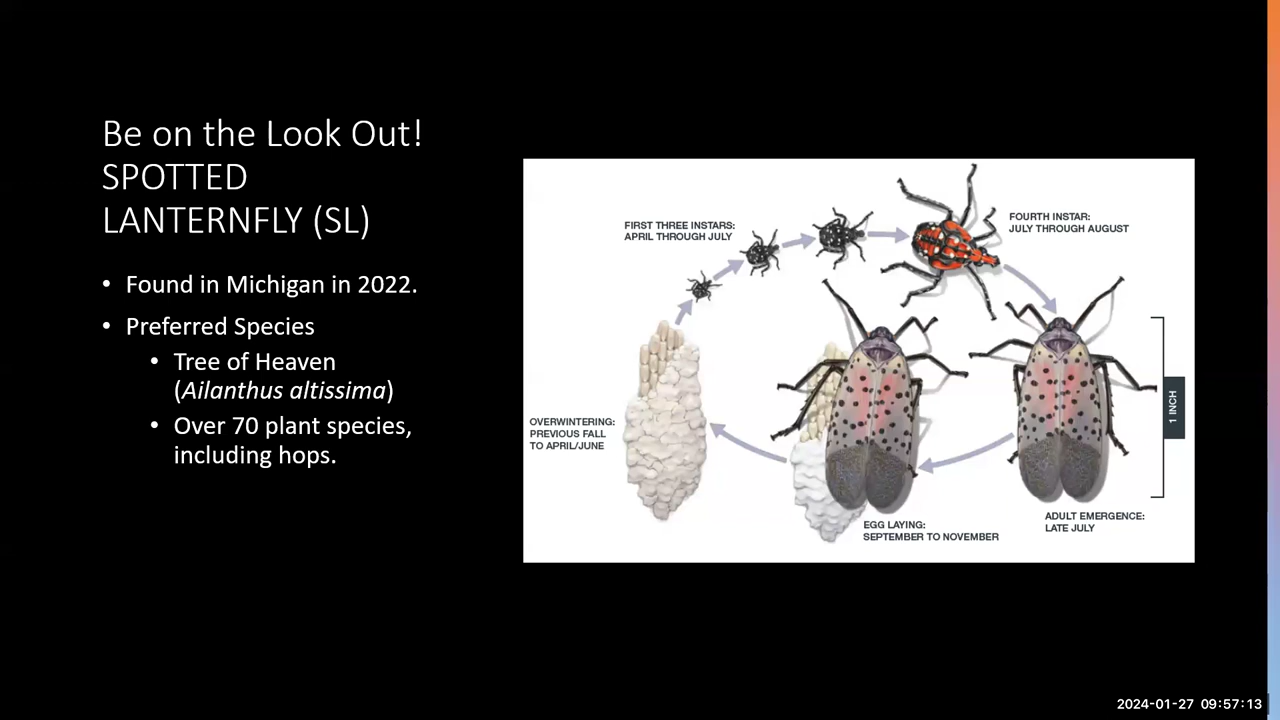 Be on the Look Out!
SPOTTED
LANTERNFLY (SL)
• Found in Michigan in 2022.
• Preferred Species
• Tree of Heaven
(Ailanthus altissima)
• Over 70 plant species,
including hops.
FIRST THREE INSTARS:
APRIL THROUGH JULY
FOURTH INSTAR:
JULY THROUGH AUGUST
1 INCH
OVERWINTERING:
PREVIOUS FALL
TO APRIL/JUNE
EGG LAYING:
SEPTEMBER TO NOVEMBER
ADULT EMERGENCE:
LATE JULY
2024-01-27 09:57:13